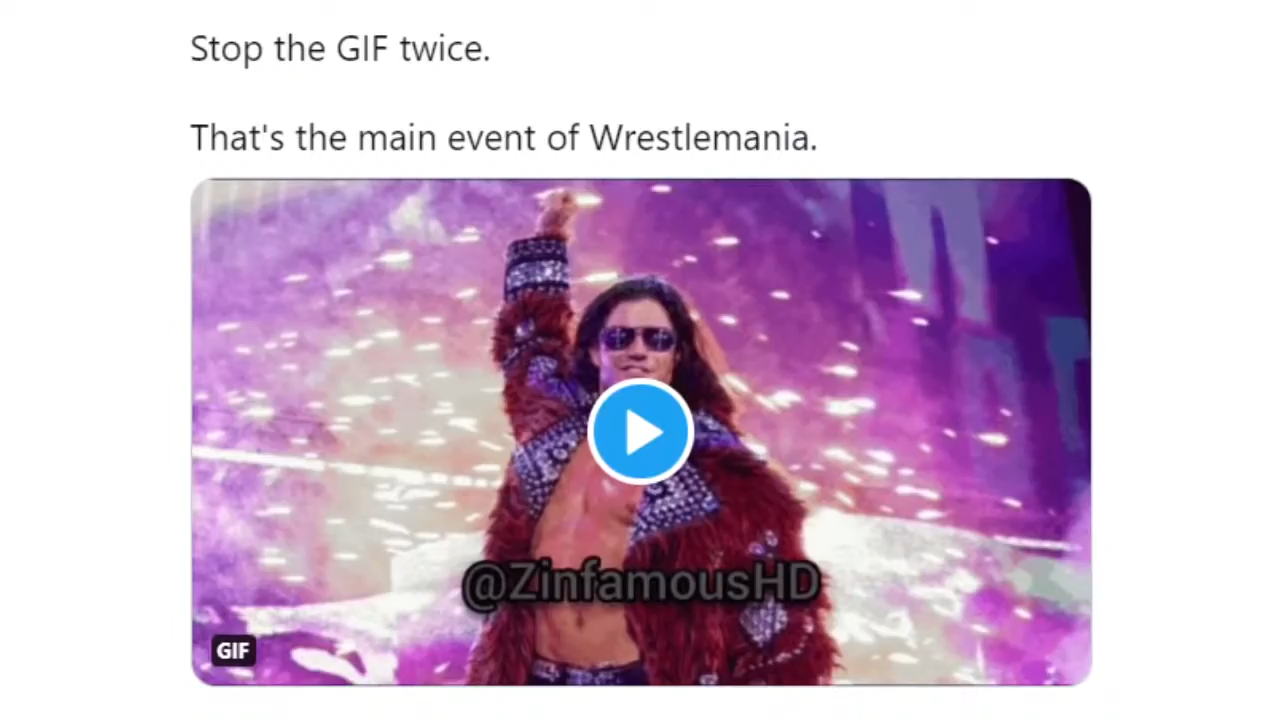 Stop the GIF twice.
That's the main event of Wrestlemania.
@ZinfamousHD
GIF